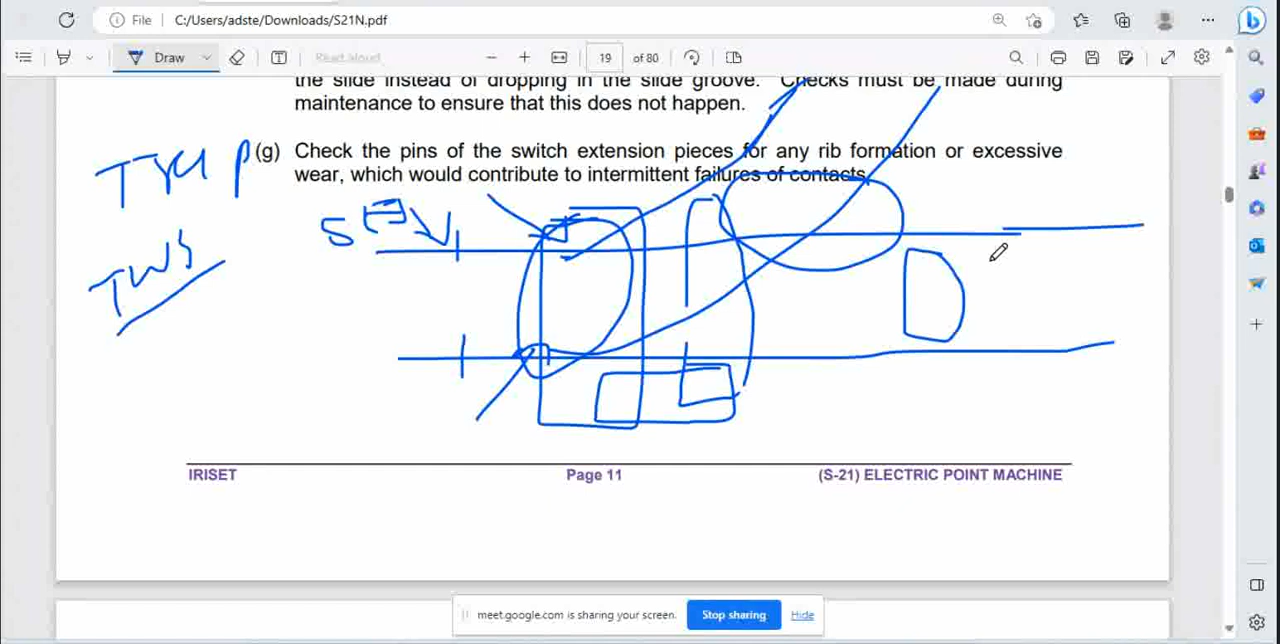 File
C:/Users/adste/Downloads/S21N.pdf
Draw
Read aloud
19 of 80
the slide instead of dropping in the slide groove. Checks must be made during
maintenance to ensure that this does not happen.
(g) Check the pins of the switch extension pieces for any rib formation or excessive
wear, which would contribute to intermittent failures of contacts.
TWS
IRISET Page 11 (S-21) ELECTRIC POINT MACHINE
meet.google.com is sharing your screen. Stop sharing Hide